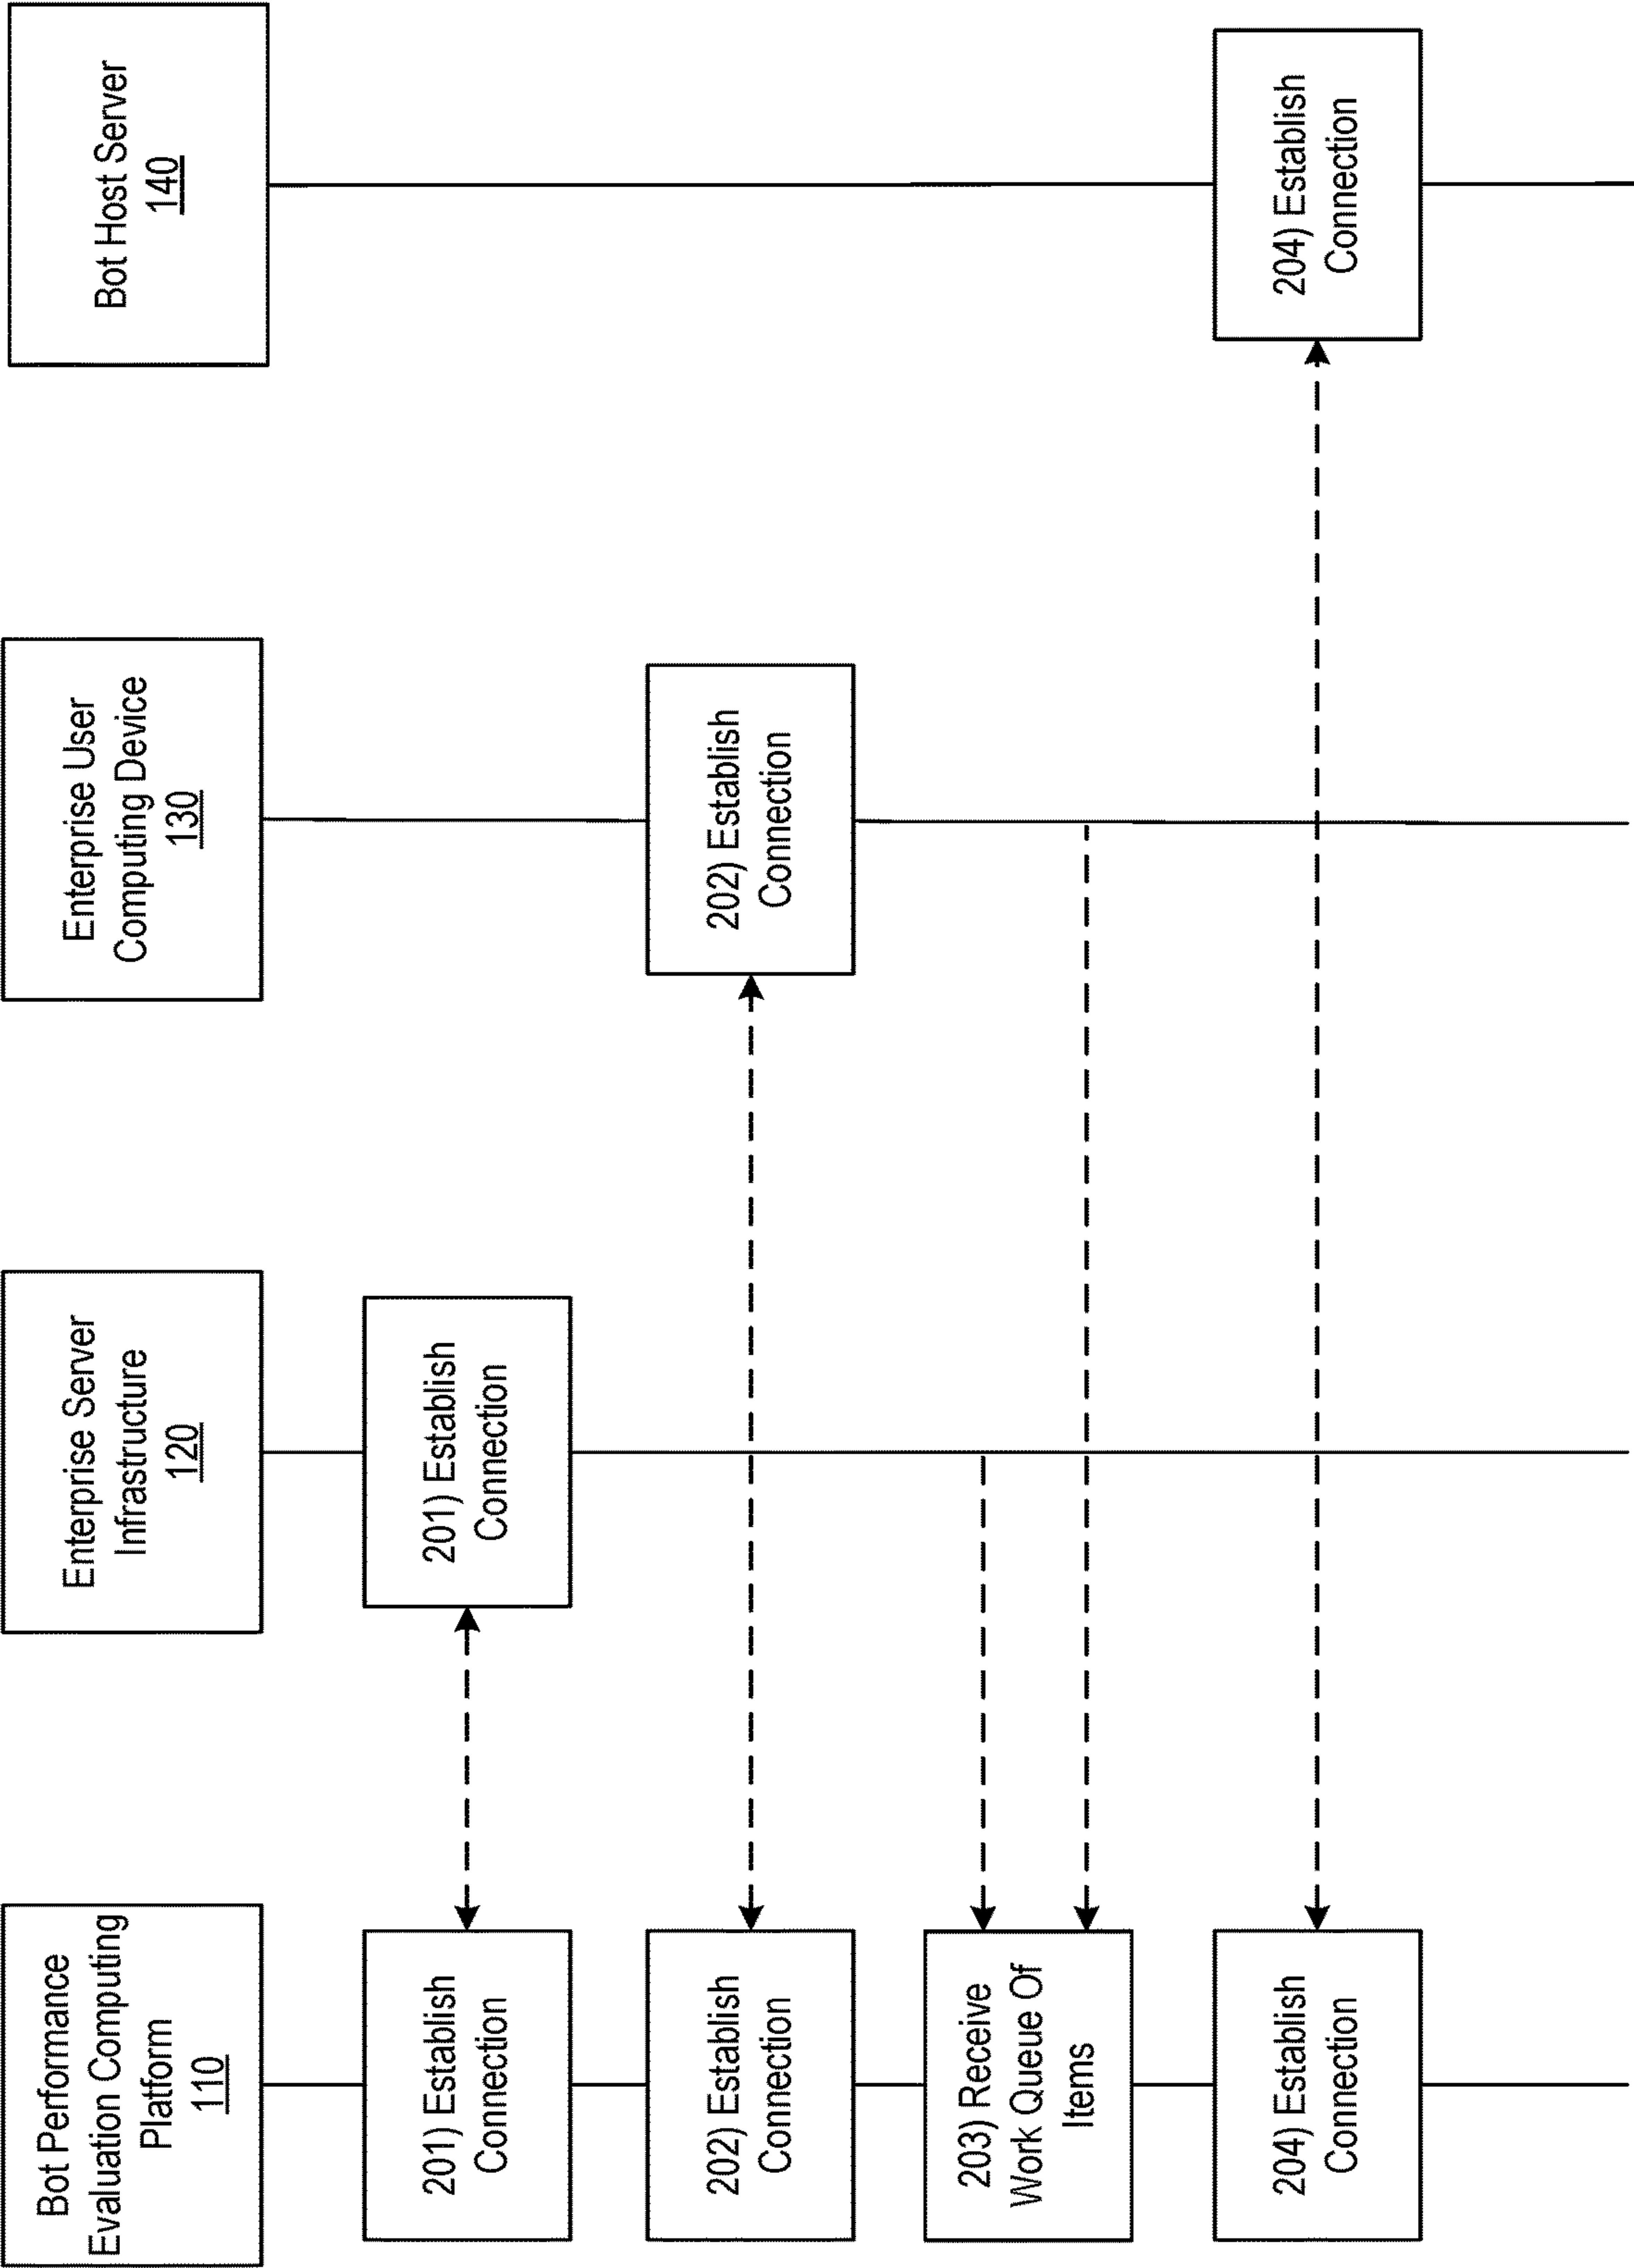 Bot Performance
Evaluation Computing
Platform
110
Enterprise Server
Infrastructure
120
Enterprise User
Computing Device
130
Bot Host Server
140
201) Establish
Connection
201) Establish
Connection
202) Establish
Connection
202) Establish
Connection
203) Receive
Work Queue Of
Items
204) Establish
Connection
204) Establish
Connection